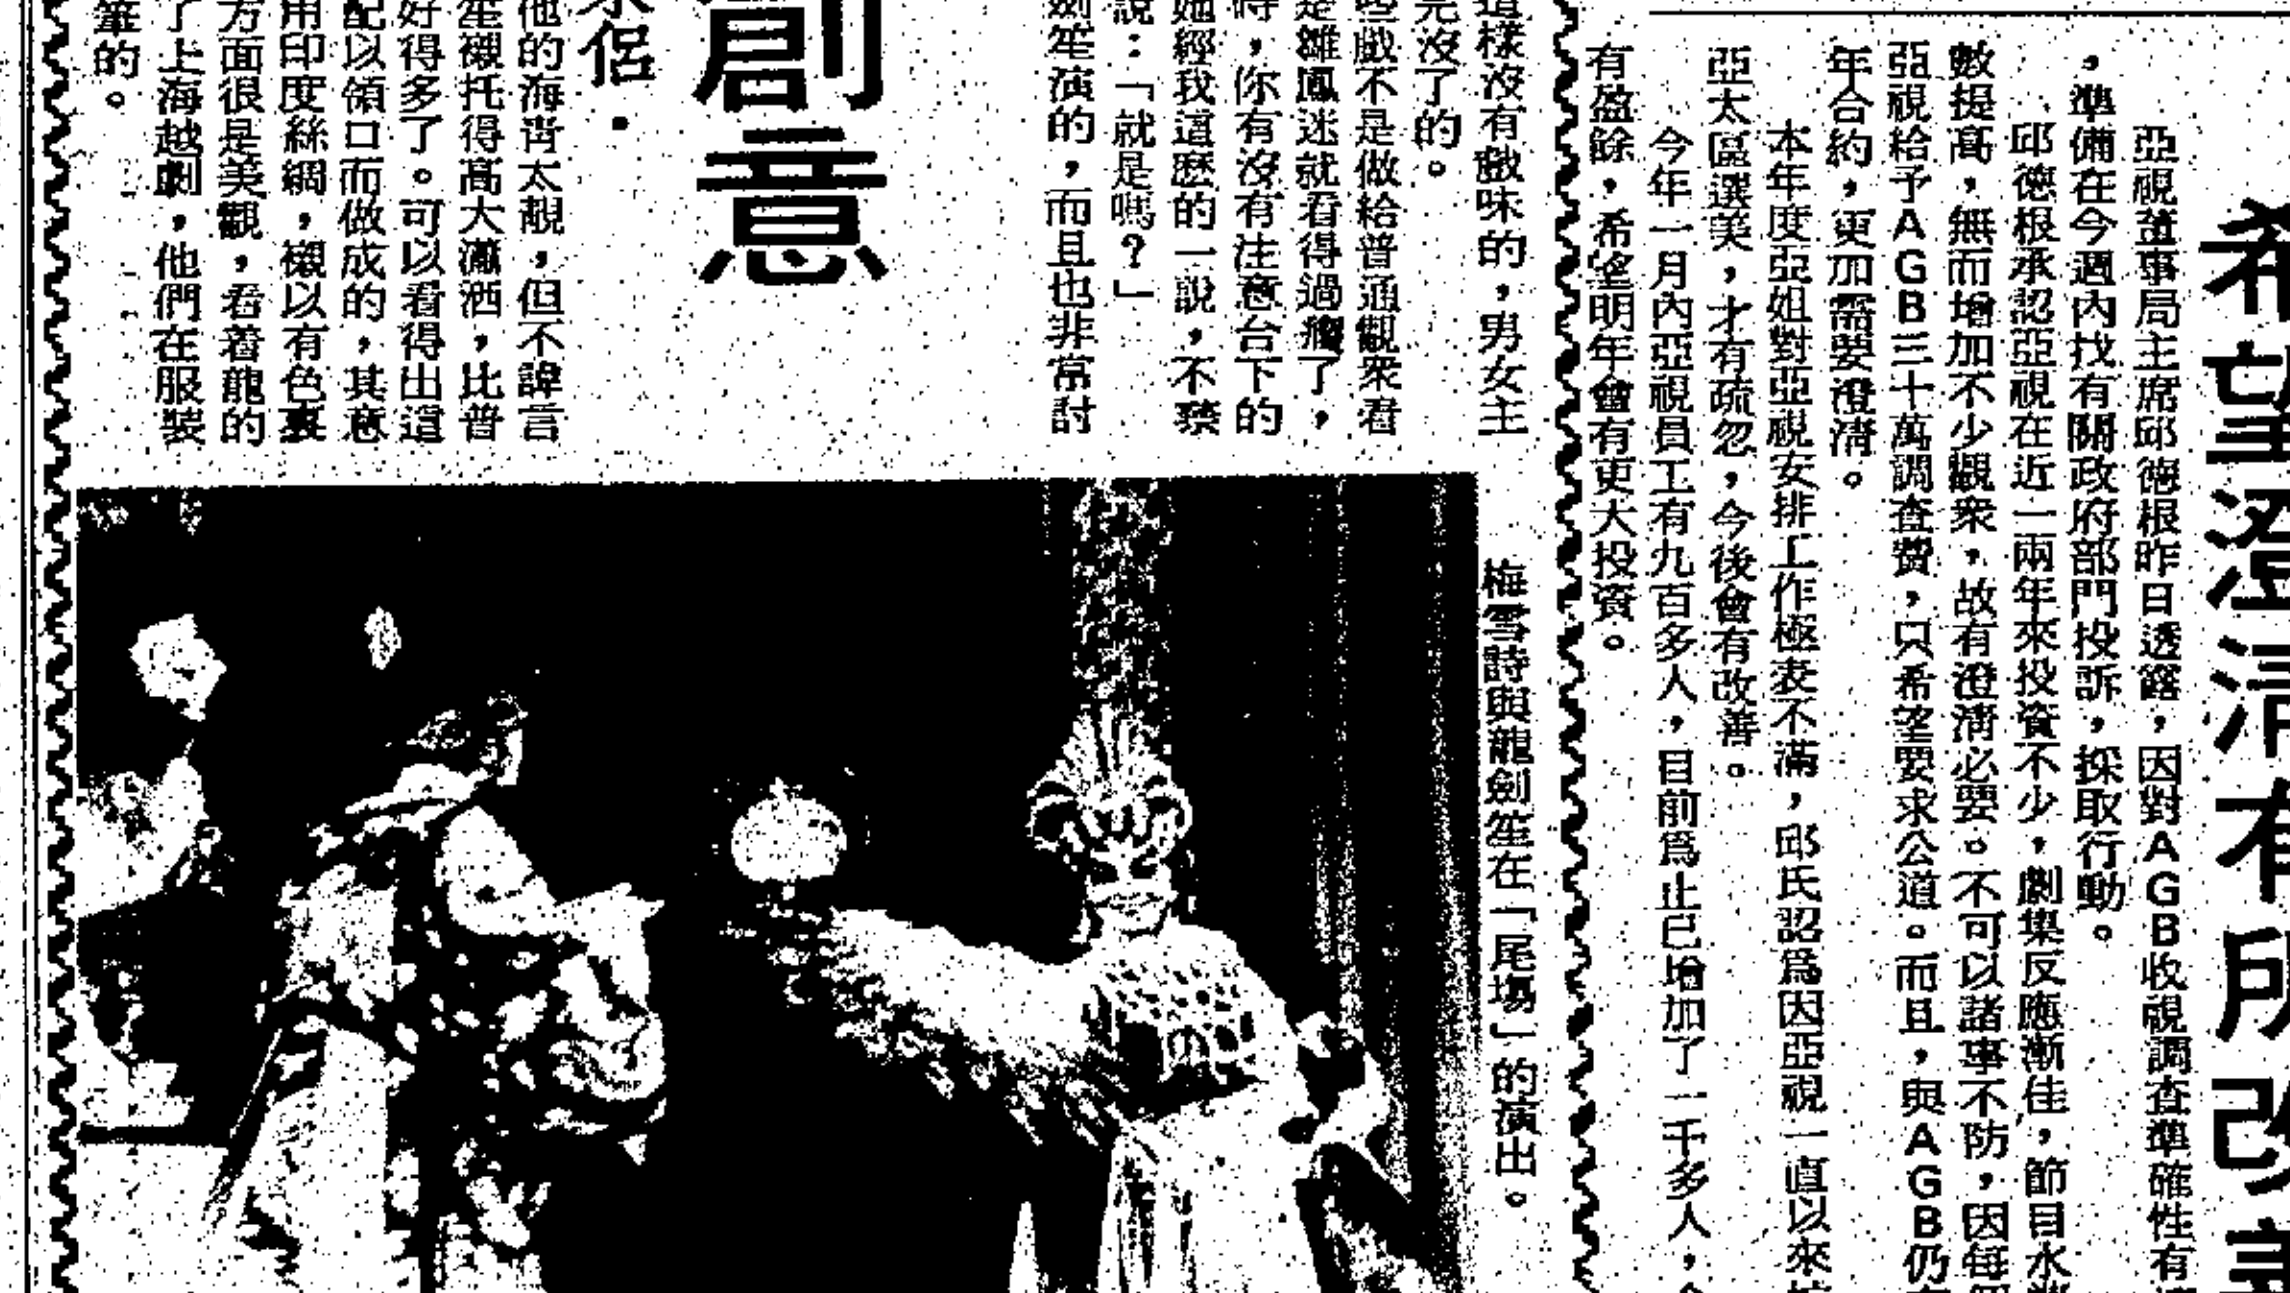 希望澄清有所改善
亞視董事局主席邱德根昨日透露，因對AGB收視調查準確性有
，準備在今週內找有關政府部門投訴，採取行動。
邱德根承認亞視在近一兩年來投資不少，劇集反應漸佳，節目水準
數提高，無而增加不少觀衆，故有澄清必要。不可以諸事不防，因每年
亞視給予AGB三十萬調查費，只希望要求公道。而且，與AGB仍有
年合約，更加需要澄清。
本年度亞姐對亞視安排工作極表不滿，邱氏認爲因亞視一直以來
亞太區選美，才有疏忽，今後會有改善。
今年一月內亞視員工有九百多人，目前爲止已增加了一千多人，
有盈餘，希望明年會有更大投資。
這樣沒有戲味的，男女主
完沒了的。
些戲不是做給普通觀衆看
是雛鳳迷就看得過癮了，
時，你有沒有注意台下的
她經我這麽的一說，不禁
說：「就是嗎？」
劍笙演的，而且也非常討
創意
侶．
他的海青太靚，但不諱言
笙襯托得高大瀟洒，比普
好得多了。可以看得出這
配以領口而做成的，其意
用印度絲綢，襯以有色裏
方面很是美觀，看着龍的
了上海越劇，他們在服裝
筆的。
梅雪詩與龍劍笙在「尾場」的演出。